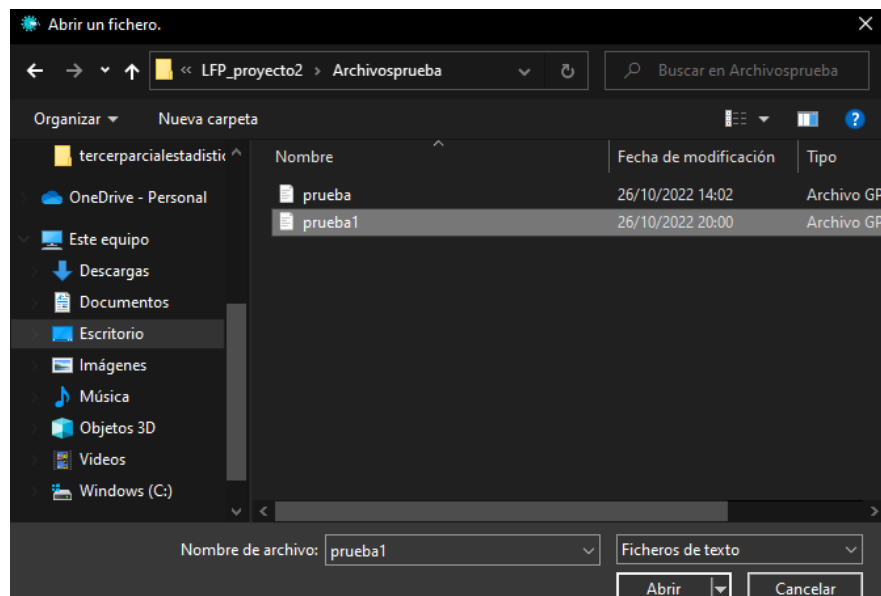 Abrir un fichero.
« LFP_proyecto2 › Archivosprueba
Buscar en Archivosprueba
Organizar Nueva carpeta
Nombre Fecha de modificación Tipo
tercerparcialestadistic
prueba 26/10/2022 14:02 Archivo GP
prueba1 26/10/2022 20:00 Archivo GP
OneDrive - Personal
Este equipo
Descargas
Documentos
Escritorio
Imágenes
Música
Objetos 3D
Videos
Windows (C:)
Nombre de archivo: prueba1 Ficheros de texto
Abrir Cancelar